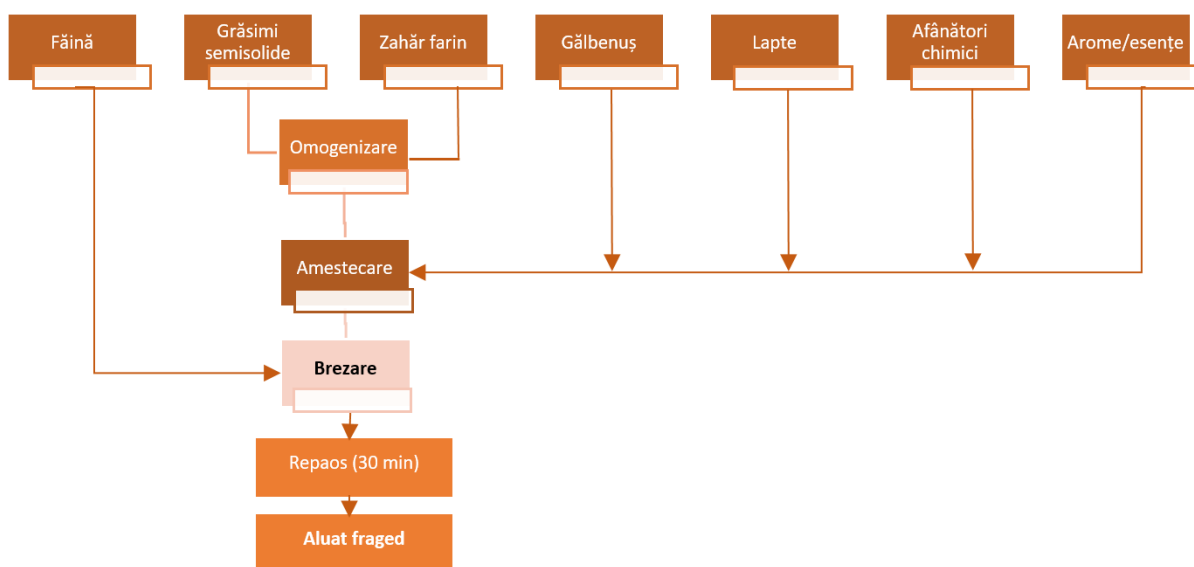 Făină
Grăsimi
semisolide
Zahăr farin
Gălbenuș
Lapte
Afânători
chimici
Arome/esențe
Omogenizare
Amestecare
Brezare
Repaos (30 min)
Aluat fraged